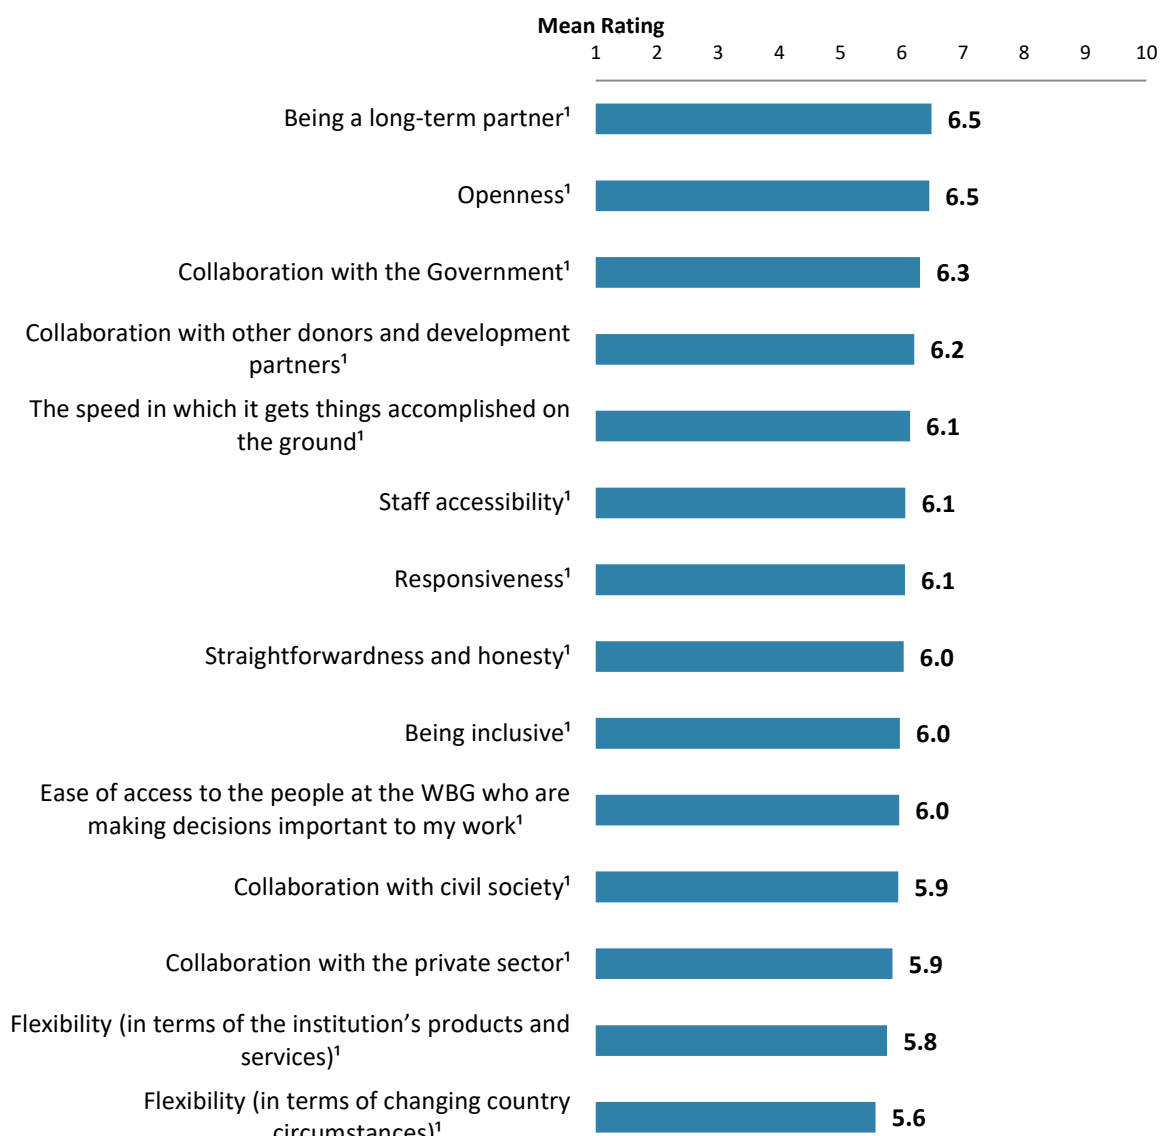 Mean Rating
1 2 3 4 5 6 7 8 9 10
Being a long-term partner¹ 6.5
Openness¹ 6.5
Collaboration with the Government¹ 6.3
Collaboration with other donors and development
partners¹ 6.2
The speed in which it gets things accomplished on
the ground¹ 6.1
Staff accessibility¹ 6.1
Responsiveness¹ 6.1
Straightforwardness and honesty¹ 6.0
Being inclusive¹ 6.0
Ease of access to the people at the WBG who are
making decisions important to my work¹ 6.0
Collaboration with civil society¹ 5.9
Collaboration with the private sector¹ 5.9
Flexibility (in terms of the institution’s products and
services)¹ 5.8
Flexibility (in terms of changing country
circumstances)¹ 5.6